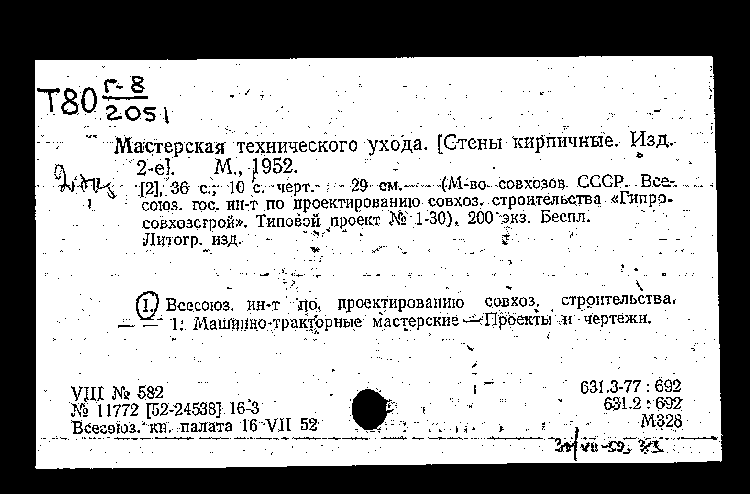 Т80 Г-8
2051
Мастерская технического ухода. [Стены кирпичные. Изд.
2-е]. М., 1952.
[2], 36 с.; 10 с. черт. 29 см. — (М-во совхозов СССР. Все-
союз. гос. ин-т по проектированию совхоз. строительства «Гипро-
совхозстрой». Типовой проект № 1-30). 200 экз. Беспл.
Литогр. изд.
I. Всесоюз. ин-т по проектированию совхоз. строительства.
— — 1. Машинно-тракторные мастерские — Проекты и чертежи.
VIII № 582 631.3-77 : 692
№ 11772 [52-24538] 16-3 631.2 : 692
Всесоюз. кн. палата 16 VII 52 М328